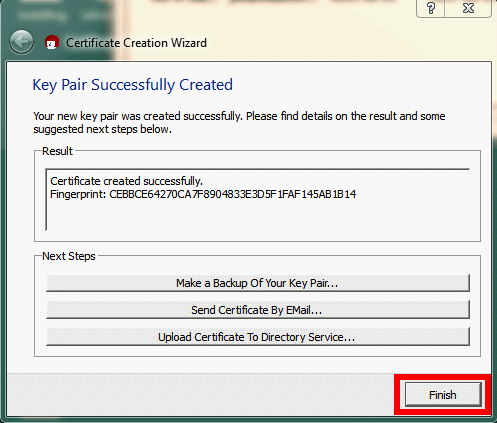 ?
Certificate Creation Wizard
Key Pair Successfully Created
Your new key pair was created successfully. Please find details on the result and some
suggested next steps below.
Result
Certificate created successfully.
Fingerprint: CEBBCE64270CA7F8904833E3D5F1FAF145AB1B14
Next Steps
Make a Backup Of Your Key Pair...
Send Certificate By EMail...
Upload Certificate To Directory Service...
Finish